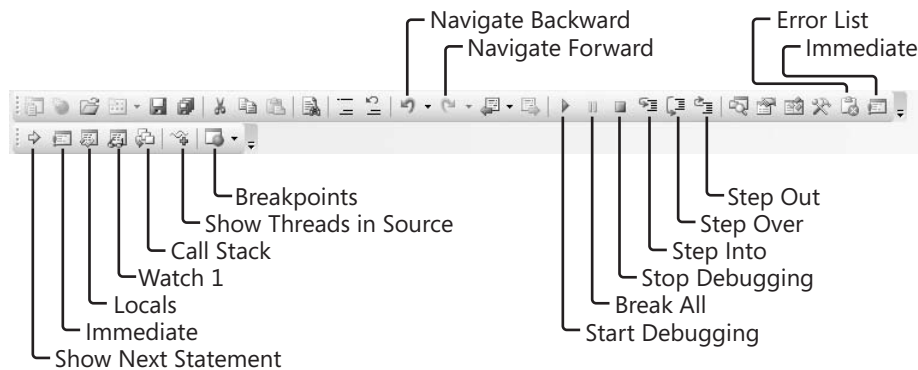 Navigate Backward
Navigate Forward
Error List
Immediate
Breakpoints
Show Threads in Source
Call Stack
Watch 1
Locals
Immediate
Show Next Statement
Step Out
Step Over
Step Into
Stop Debugging
Break All
Start Debugging